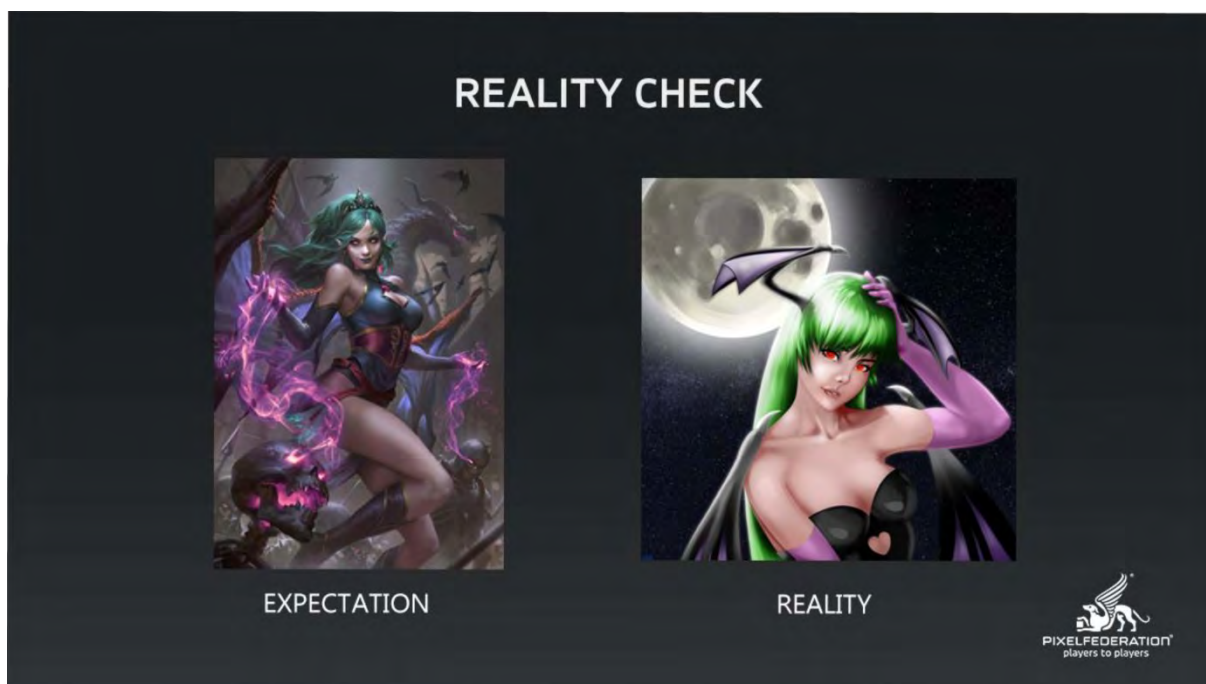 REALITY CHECK
EXPECTATION
REALITY
PIXELFEDERATION®
players to players